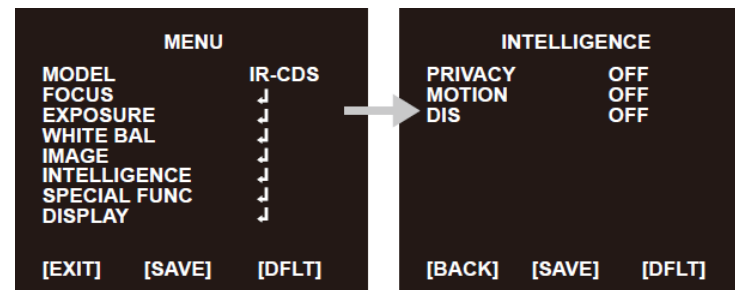 MENU
MODEL IR-CDS
FOCUS ↲
EXPOSURE ↲
WHITE BAL ↲
IMAGE ↲
INTELLIGENCE ↲
SPECIAL FUNC ↲
DISPLAY ↲
[EXIT] [SAVE] [DFLT]
INTELLIGENCE
PRIVACY OFF
MOTION OFF
DIS OFF
[BACK] [SAVE] [DFLT]